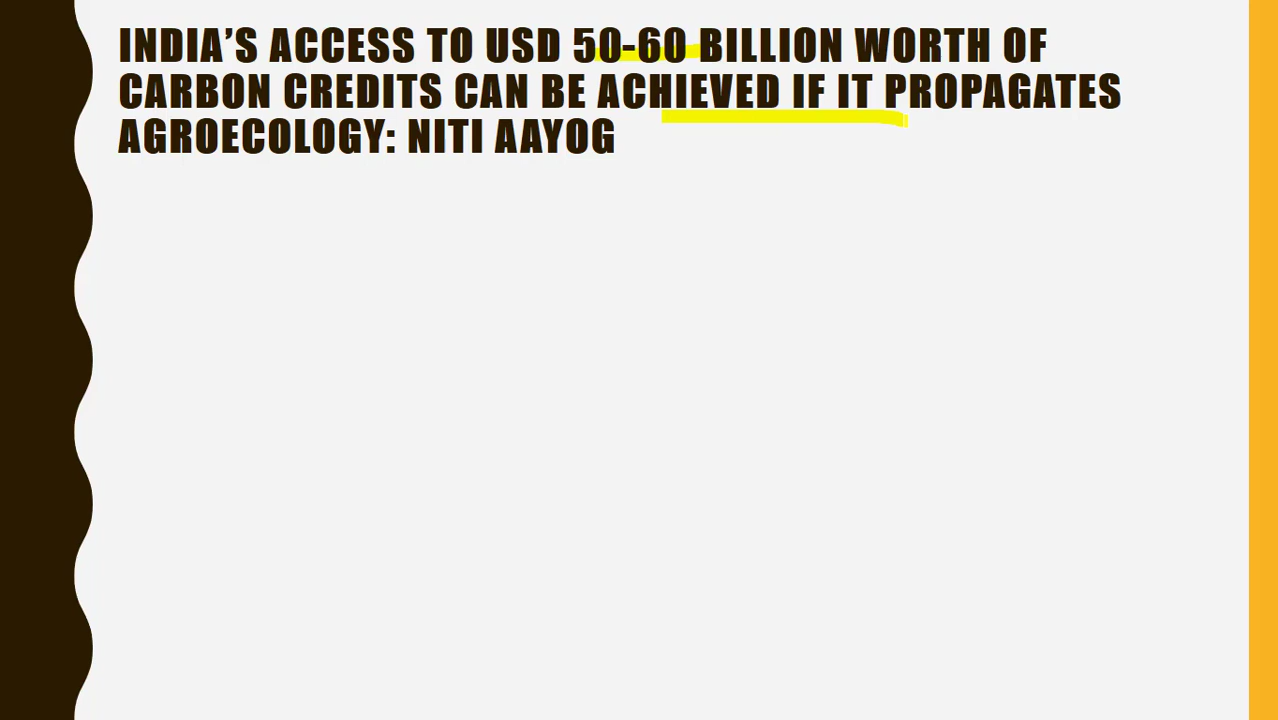 INDIA’S ACCESS TO USD 50-60 BILLION WORTH OF
CARBON CREDITS CAN BE ACHIEVED IF IT PROPAGATES
AGROECOLOGY: NITI AAYOG